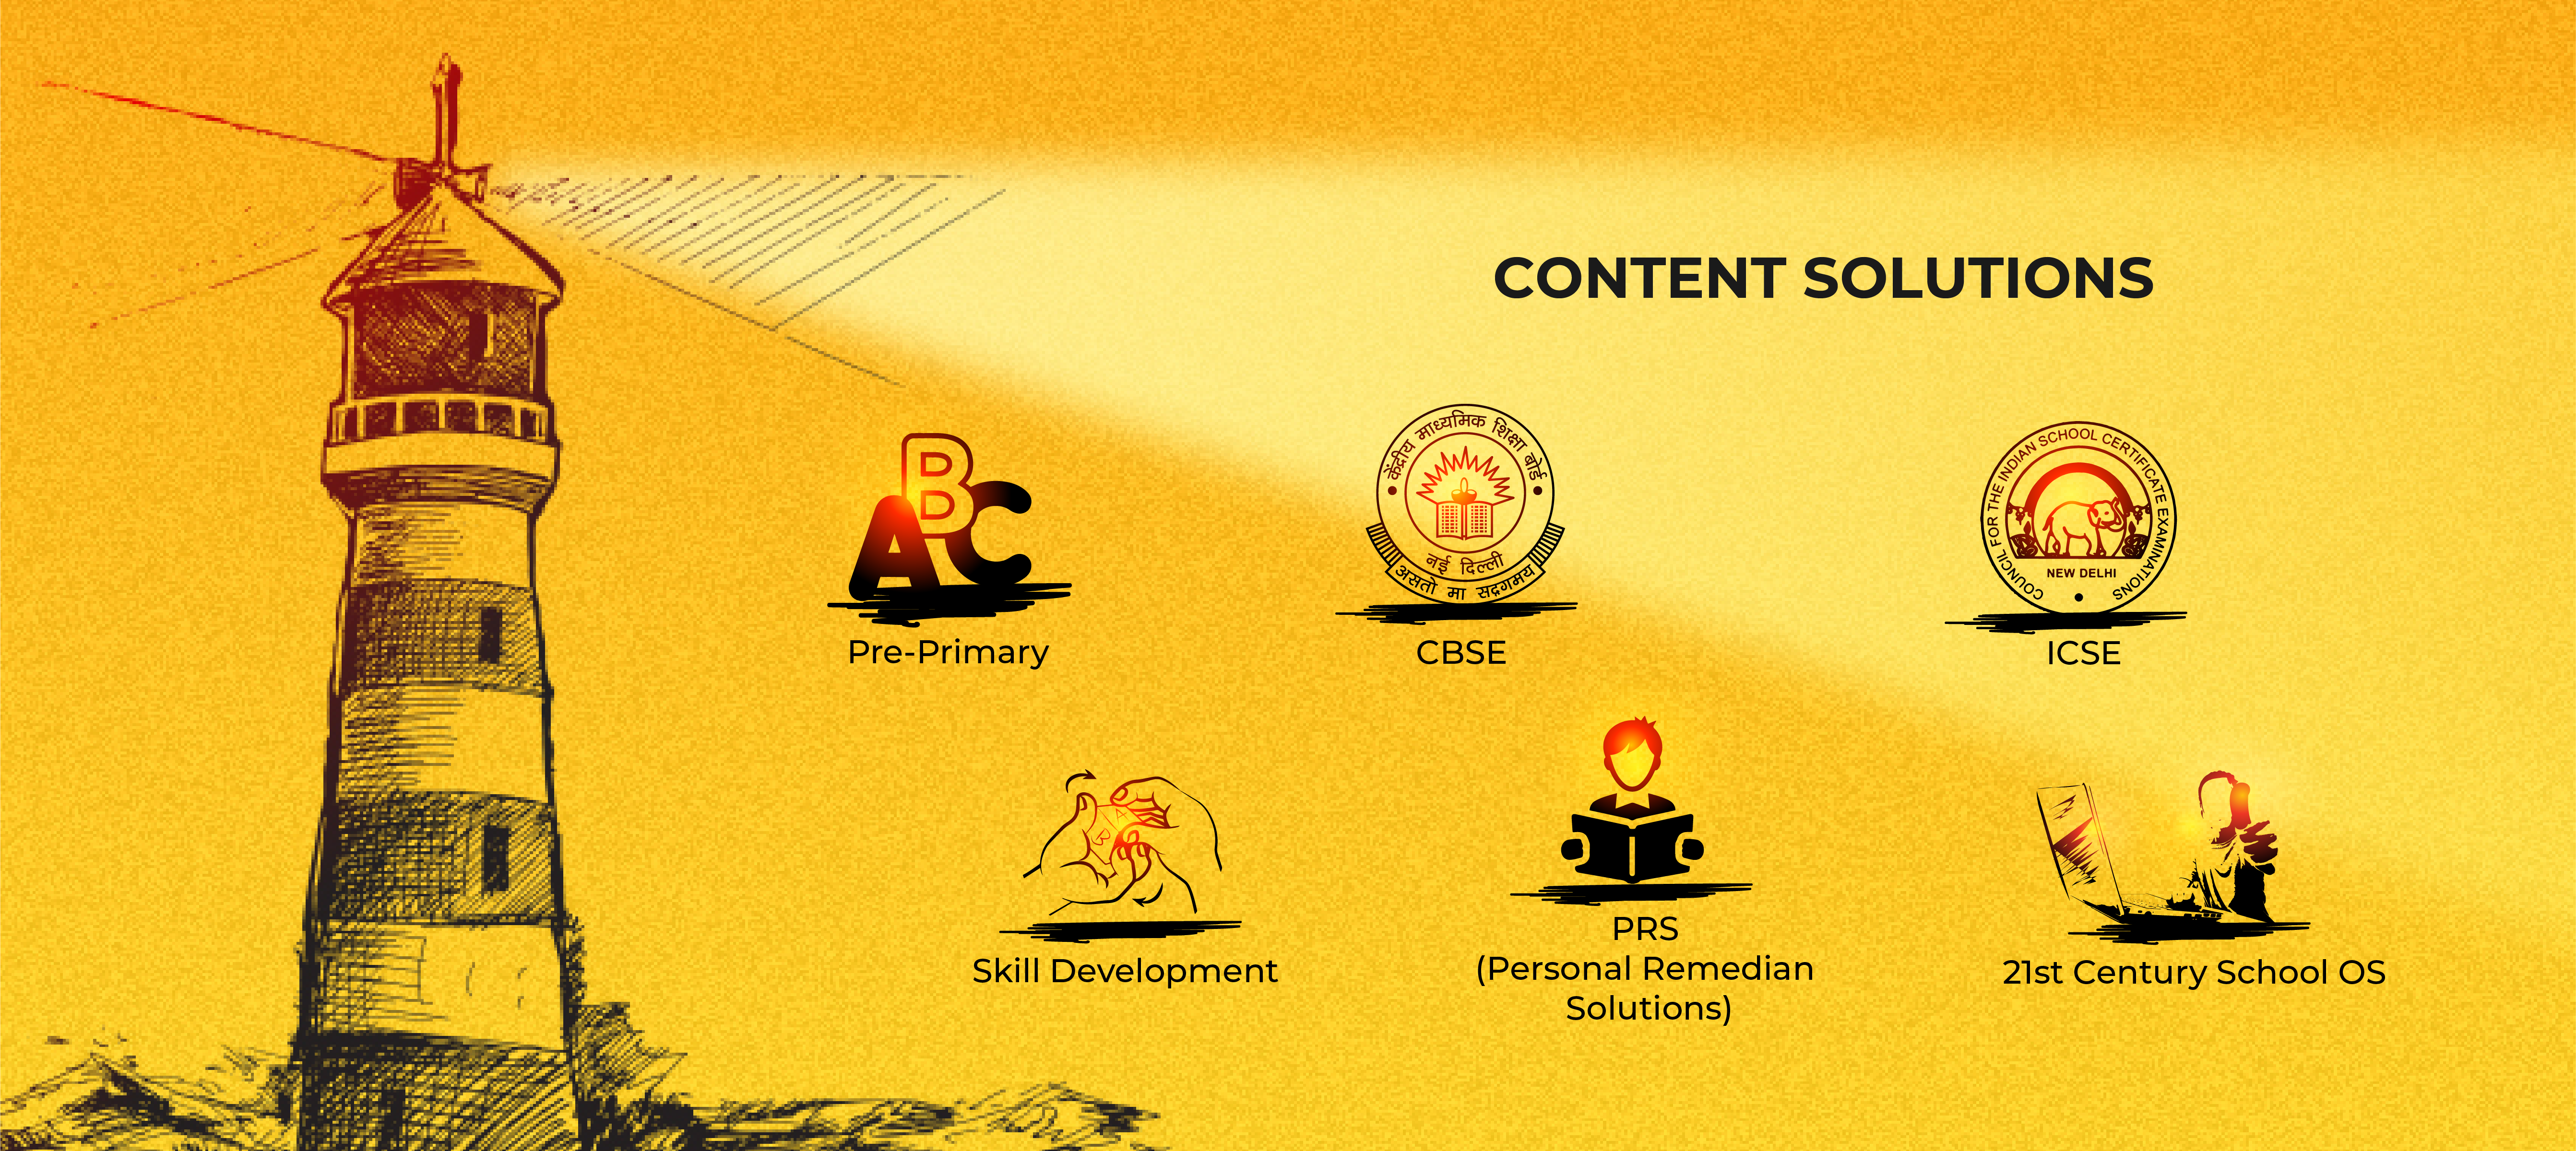 CONTENT SOLUTIONS
ABC
Pre-Primary
केंद्रीय माध्यमिक शिक्षा बोर्ड
नई दिल्ली
असतो मा सद्गमय
CBSE
COUNCIL FOR THE INDIAN SCHOOL CERTIFICATE EXAMINATIONS
NEW DELHI
ICSE
A
B
Skill Development
PRS
(Personal Remedian
Solutions)
21st Century School OS